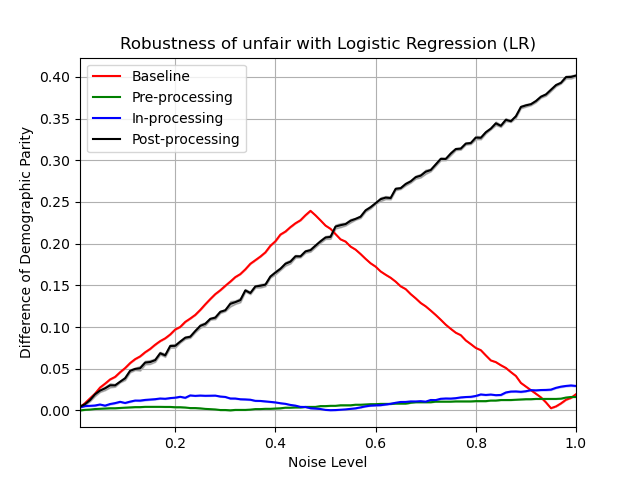 Robustness of unfair with Logistic Regression (LR)
Baseline
Pre-processing
In-processing
Post-processing
Difference of Demographic Parity
0.40
0.35
0.30
0.25
0.20
0.15
0.10
0.05
0.00
0.2 0.4 0.6 0.8 1.0
Noise Level